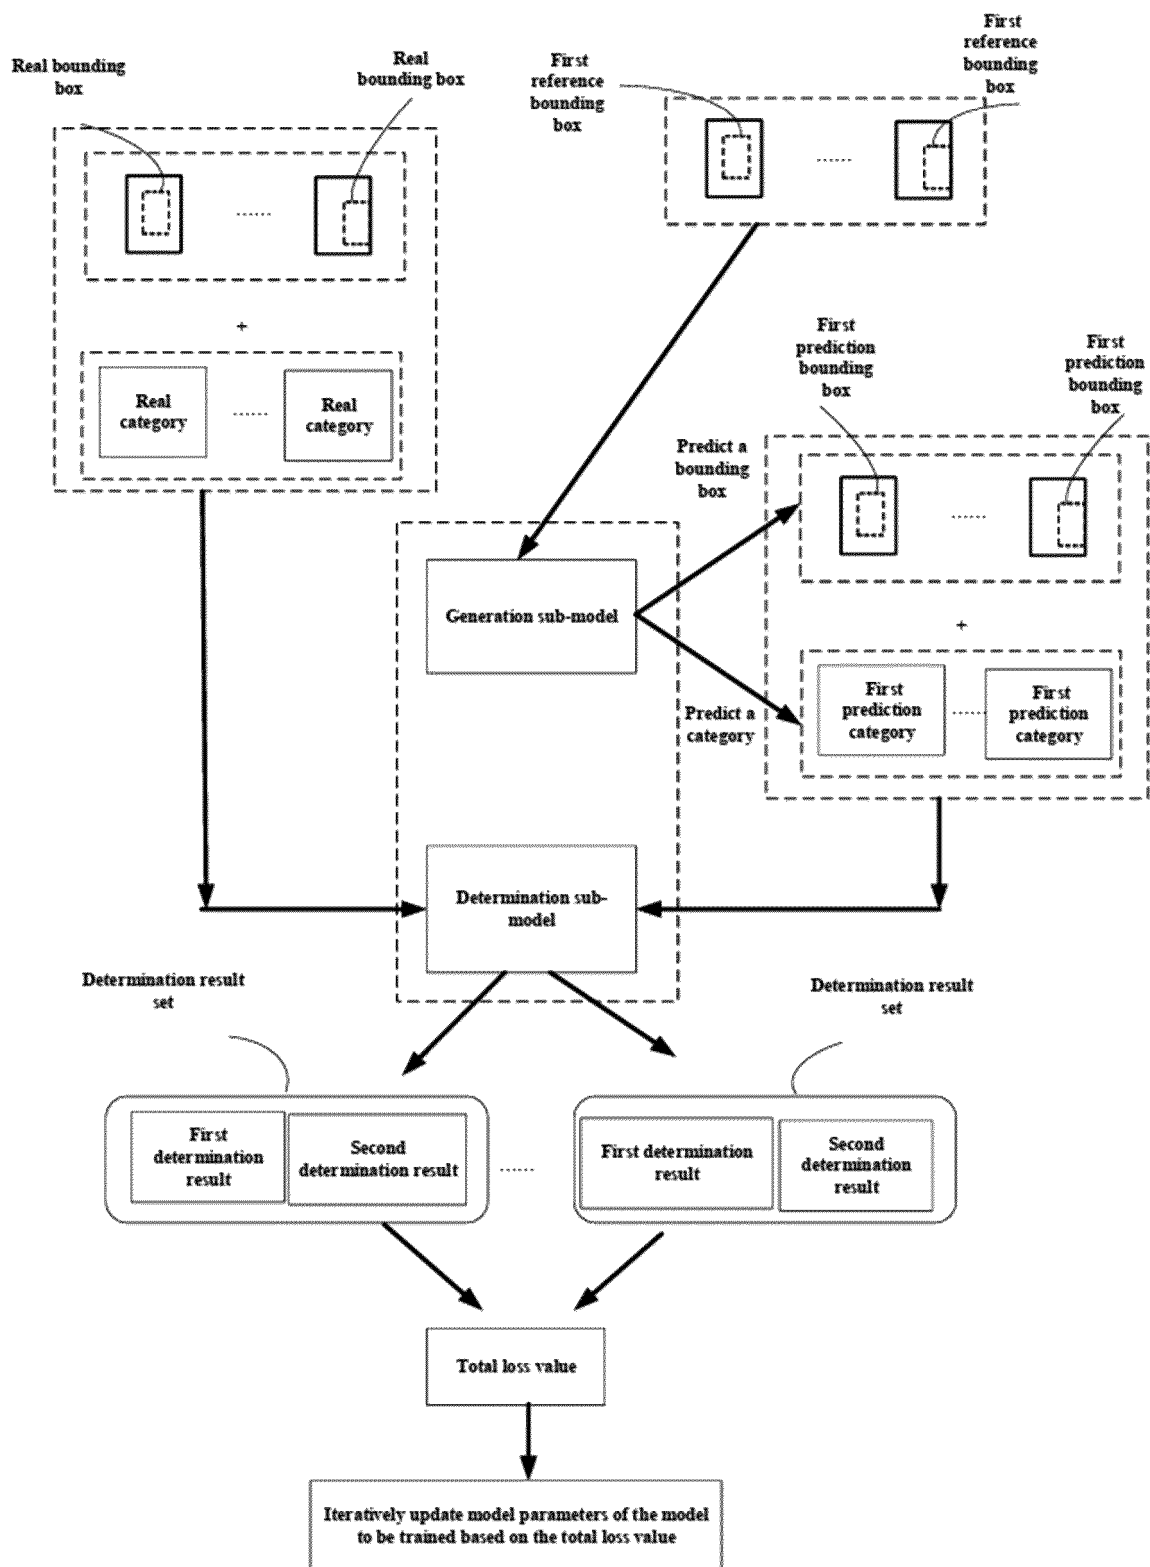 Real bounding
box
Real
bounding box
First
reference
bounding
box
First
reference
bounding
box
+
Real
category
Real
category
First
prediction
bounding
box
First
prediction
bounding
box
Predict a
bounding
box
Generation sub-model
+
Predict a
category
First
prediction
category
First
prediction
category
Determination sub-
model
Determination result
set
Determination result
set
First
determination
result
Second
determination result
First determination
result
Second
determination
result
Total loss value
Iteratively update model parameters of the model
to be trained based on the total loss value